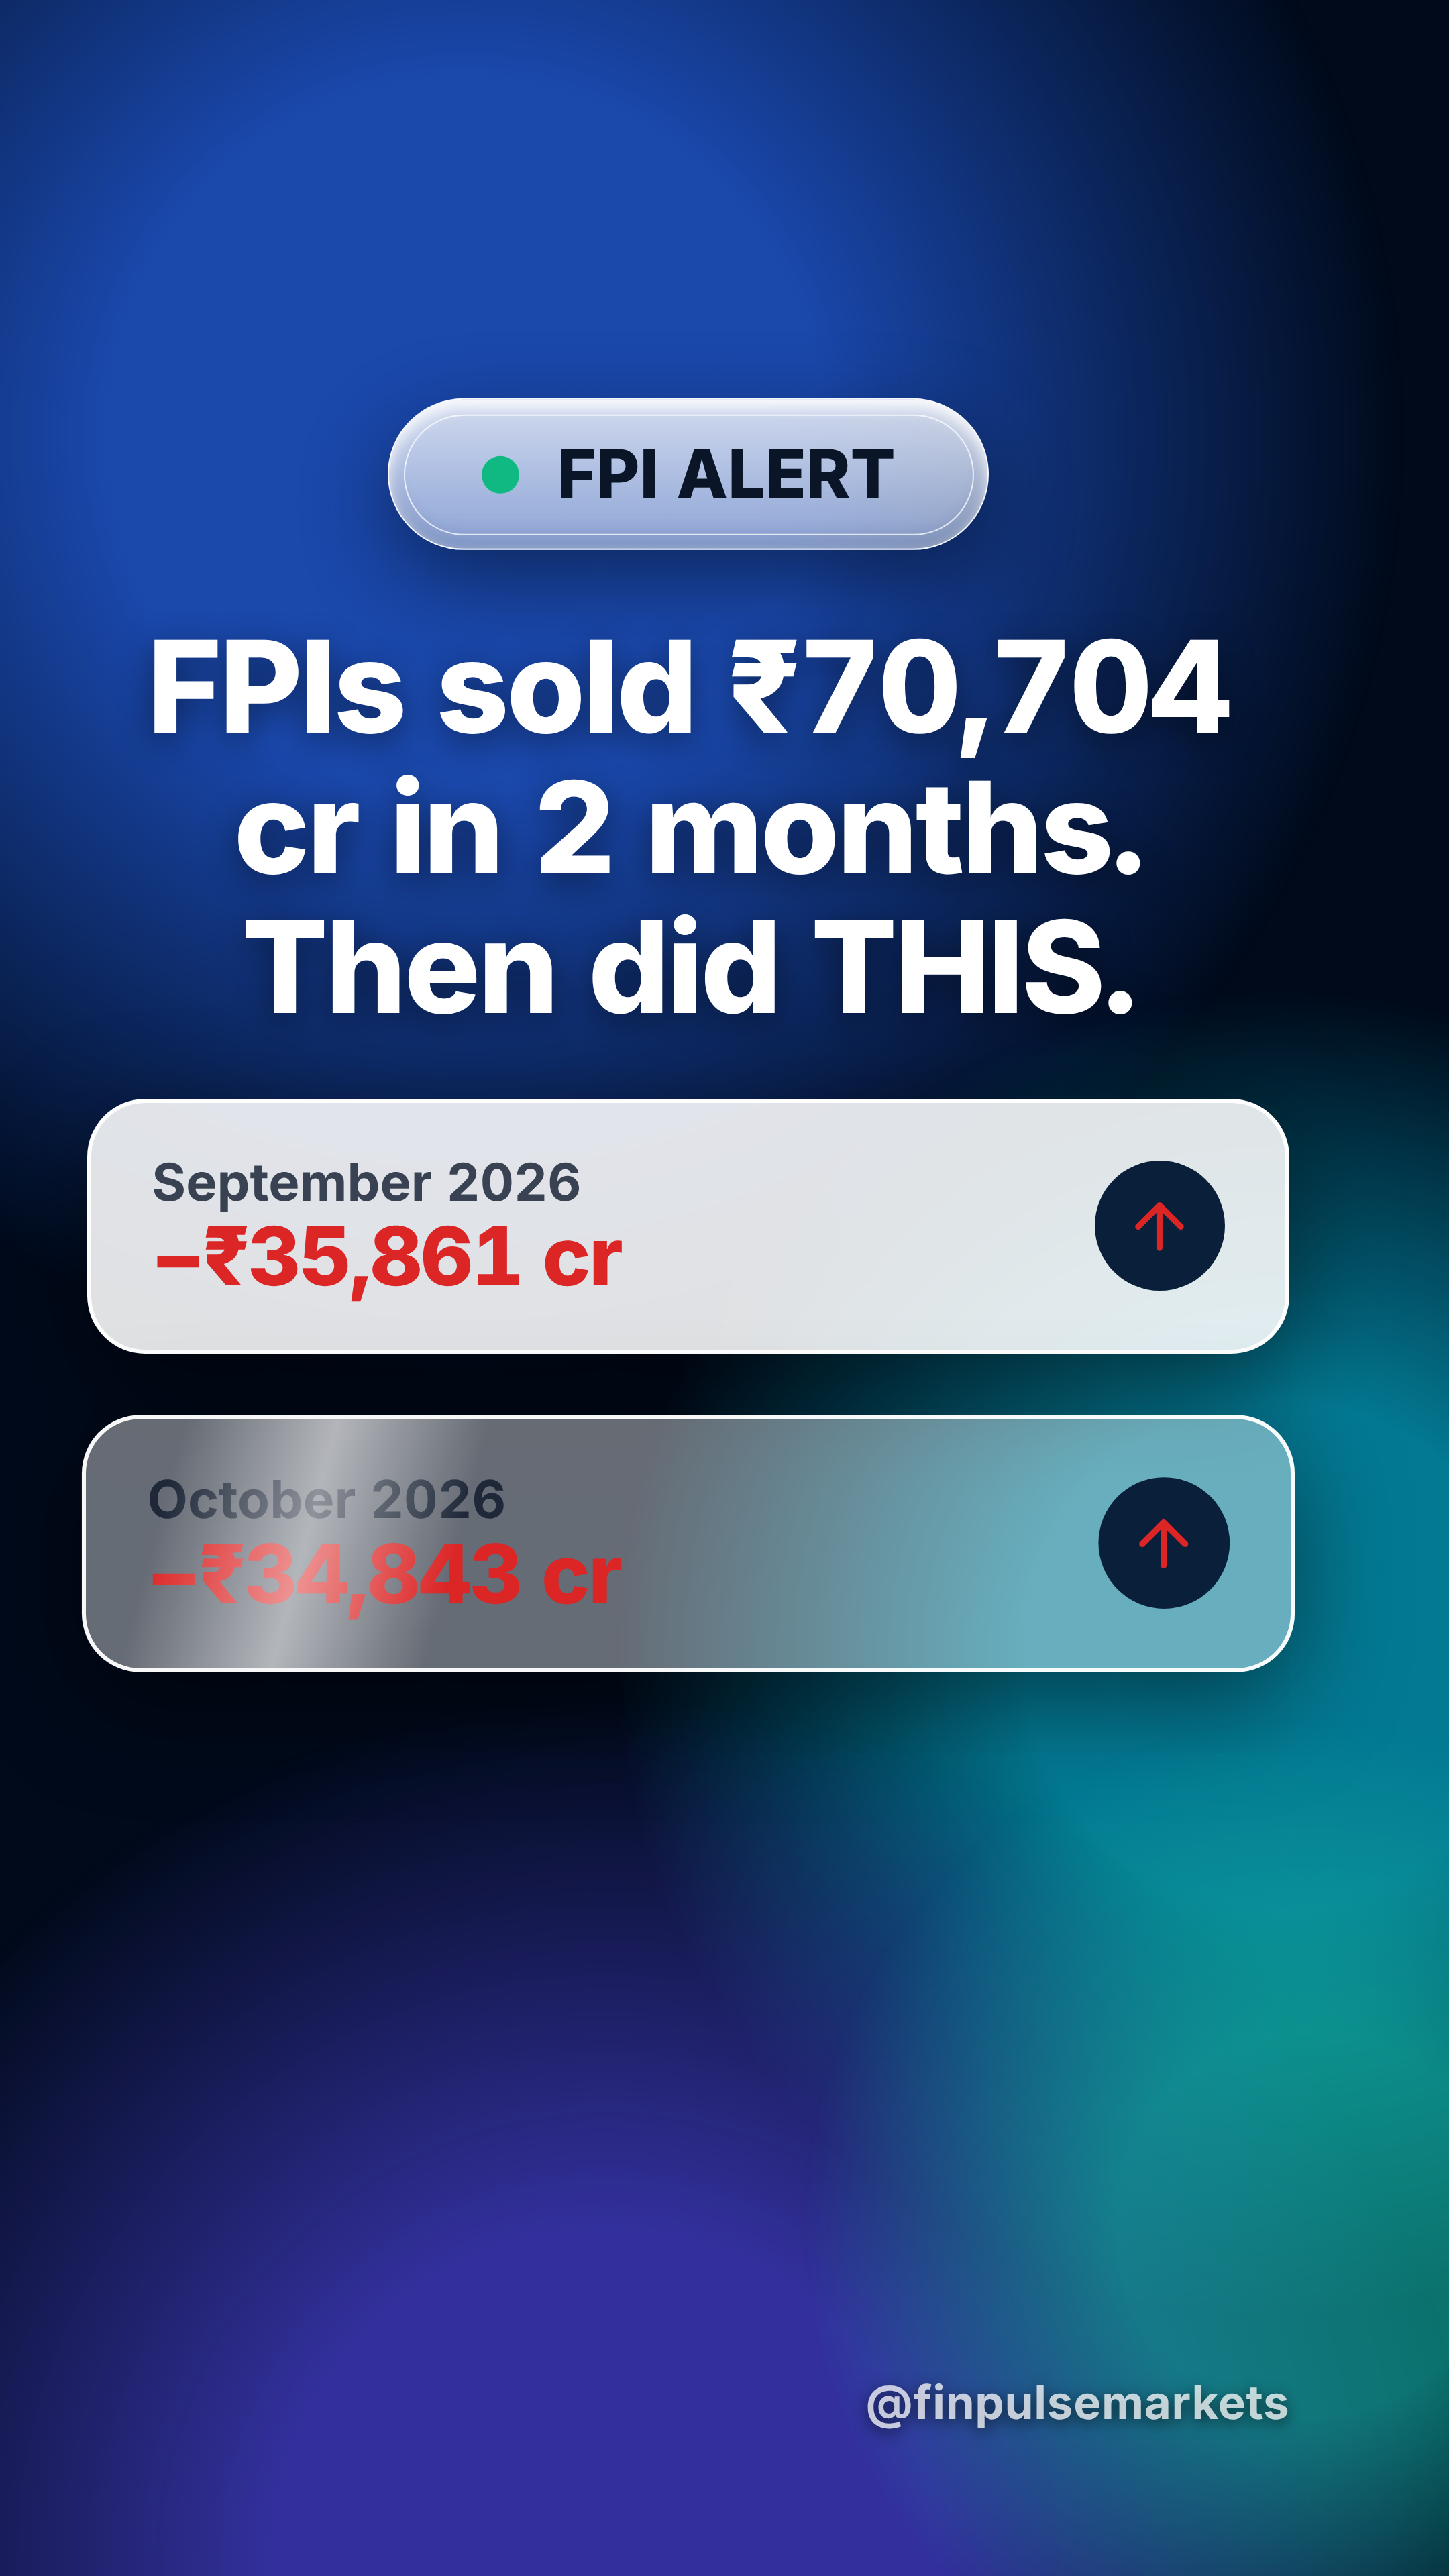 FPI ALERT
FPIs sold ₹70,704
cr in 2 months.
Then did THIS.
September 2026
–₹35,861 cr
October 2026
–₹34,843 cr
@finpulsemarkets